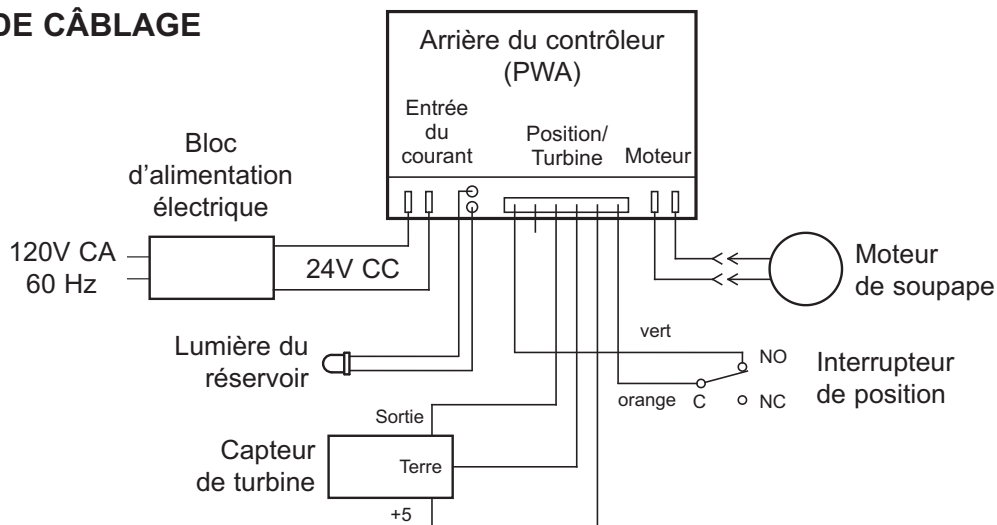 DE CÂBLAGE
Arrière du contrôleur
(PWA)
Entrée
du
courant
Position/
Turbine
Moteur
Bloc
d’alimentation
électrique
120V CA
60 Hz
24V CC
Moteur
de soupape
Lumière du
réservoir
vert
NO
Interrupteur
de position
orange
C
NC
Sortie
Capteur
de turbine
Terre
+5